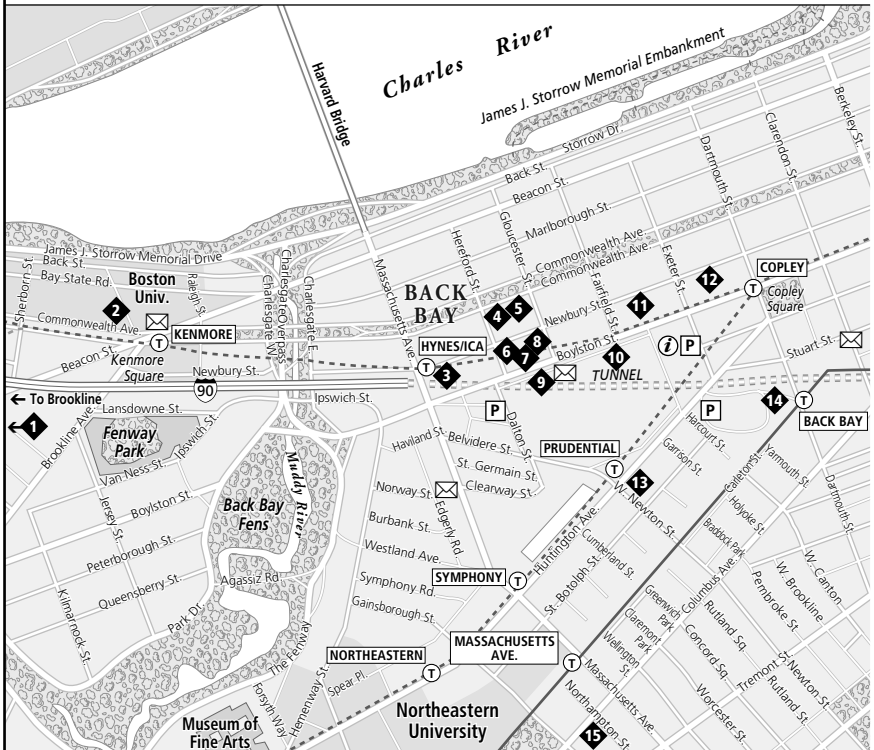 Charles River
James J. Storrow Memorial Embankment
Harvard Bridge
Storrow Dr.
Back St.
Beacon St.
Marlborough St.
Commonwealth Ave.
Commonwealth Ave.
Berkeley St.
Clarendon St.
Dartmouth St.
Exeter St.
Fairfield St.
Gloucester St.
Hereford St.
Massachusetts Ave.
James J. Storrow Memorial Drive
Back St.
Bay State Rd.
Sherborn St.
Boston
Univ.
Raleigh St.
Charlesgate W.
Charlesgate Overpass
Charlesgate E.
BACK
BAY
COPLEY
Copley
Square
12
11
5
4
2
Newbury St.
Commonwealth Ave.
KENMORE
Kenmore
Square
Beacon St.
HYNES/ICA
8
6
7
Boylston St.
10
i
P
Stuart St.
Newbury St.
90
3
9
TUNNEL
To Brookline
1
Brookline Ave.
Lansdowne St.
Ipswich St.
Ipswich St.
Fenway
Park
Van-Ness St.
P
Dalton St.
P
14
BACK BAY
Haviland St.
Belvidere St.
PRUDENTIAL
Harcourt St.
Garrison St.
St. Germain St.
Clearway St.
13
Yarmouth St.
Dartmouth St.
Muddy River
Back Bay
Fens
Boylston St.
Jersey St.
Norway St.
Edgerly Rd.
W. Newton St.
Holyoke St.
Braddock Park
Burbank St.
Huntington Ave.
Cumberland St.
Columbus Ave.
W. Canton
Peterborough St.
Westland Ave.
St. Botolph St.
Queensberry St.
Agassiz Rd.
SYMPHONY
Symphony Rd.
Greenwich
Park
Claremont
Park
Wellington
St.
W. Brookline
Pembroke St.
Rutland Sq.
Concord Sq.
Kilmarnock St.
Park Dr.
Gainsborough St.
The Fenway
NORTHEASTERN
MASSACHUSETTS
AVE.
Massachusetts Ave.
Tremont St.
Newton St.
Rutland St.
Worcester St.
Spear Pl.
Hemenway St.
Forsyth Way
Northeastern
University
Northampton St.
15
Museum of
Fine Arts